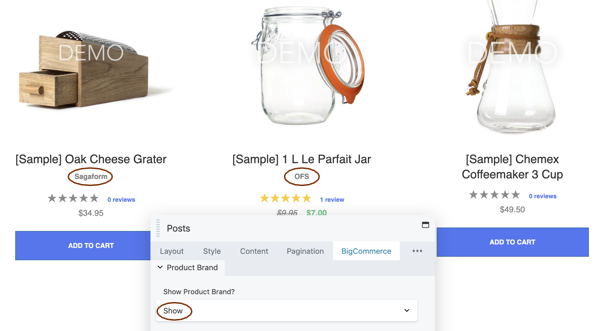 DEMO
DEMO
DEMO
[Sample] Oak Cheese Grater
Sagaform
0 reviews
$34.95
ADD TO CART
[Sample] 1 L Le Parfait Jar
OFS
1 review
$9.95 $7.00
[Sample] Chemex
Coffeemaker 3 Cup
0 reviews
$49.50
ADD TO CART
Posts
Layout Style Content Pagination BigCommerce
Product Brand
Show Product Brand?
Show